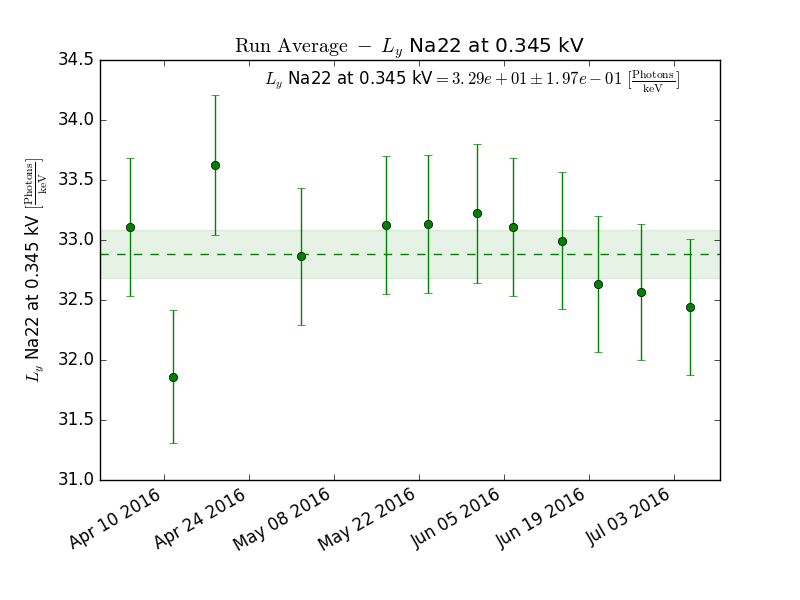 Run Average − L_y Na22 at 0.345 kV
L_y Na22 at 0.345 kV = 3.29e + 01 ± 1.97e − 01 [Photons/keV]
L_y Na22 at 0.345 kV [Photons/keV]
34.5
34.0
33.5
33.0
32.5
32.0
31.5
31.0
Apr 10 2016
Apr 24 2016
May 08 2016
May 22 2016
Jun 05 2016
Jun 19 2016
Jul 03 2016